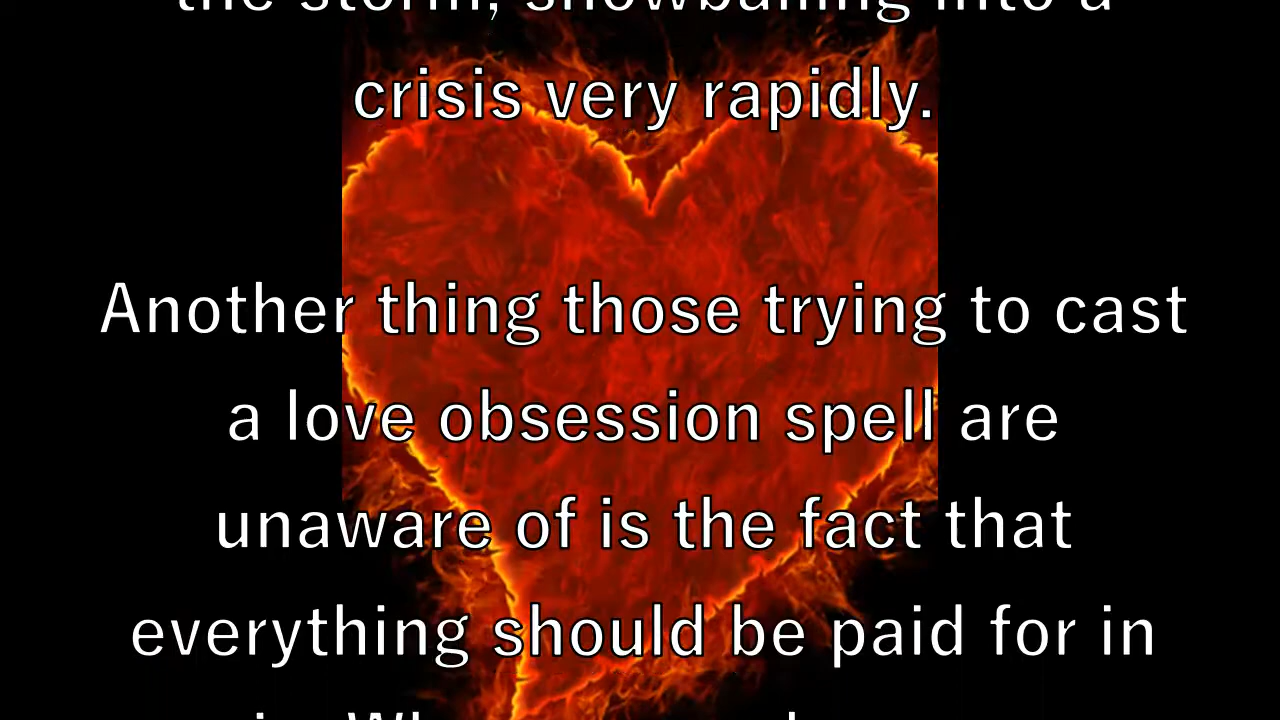 the storm, snowballing into a
crisis very rapidly.
Another thing those trying to cast
a love obsession spell are
unaware of is the fact that
everything should be paid for in